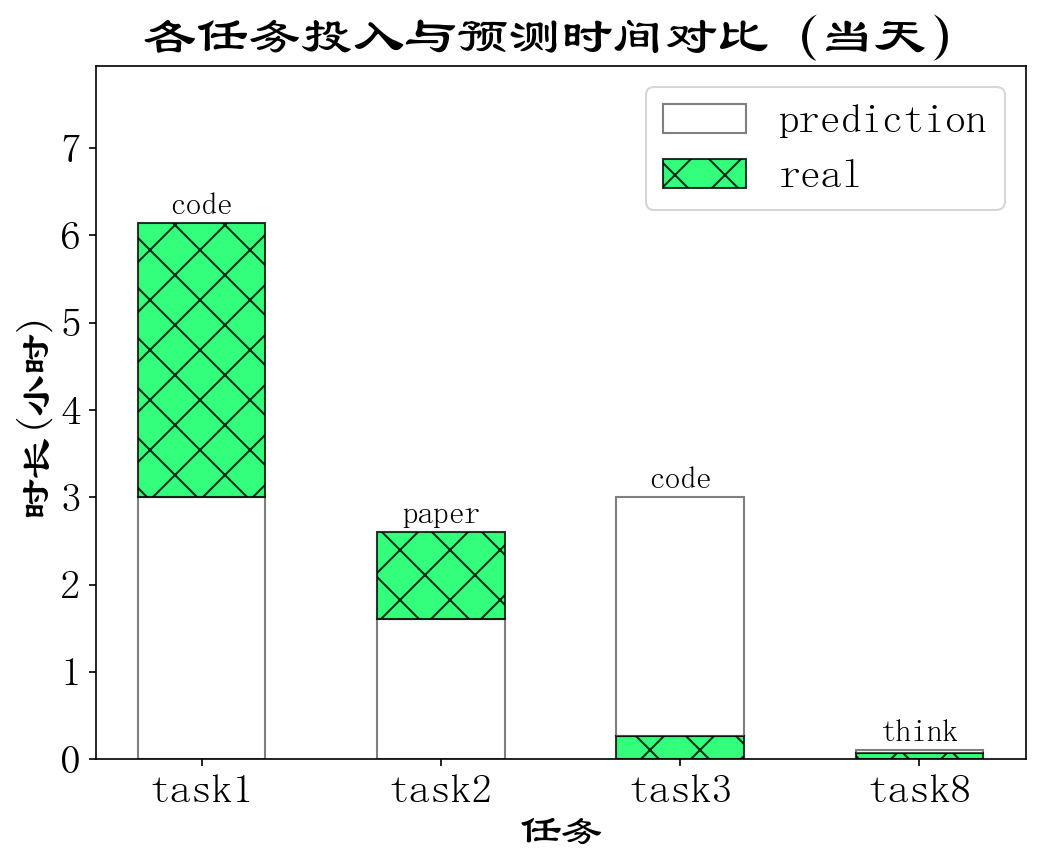 各任务投入与预测时间对比 (当天)
prediction
real
时长(小时)
7
6
5
4
3
2
1
0
code
paper
code
think
task1
task2
task3
task8
任务